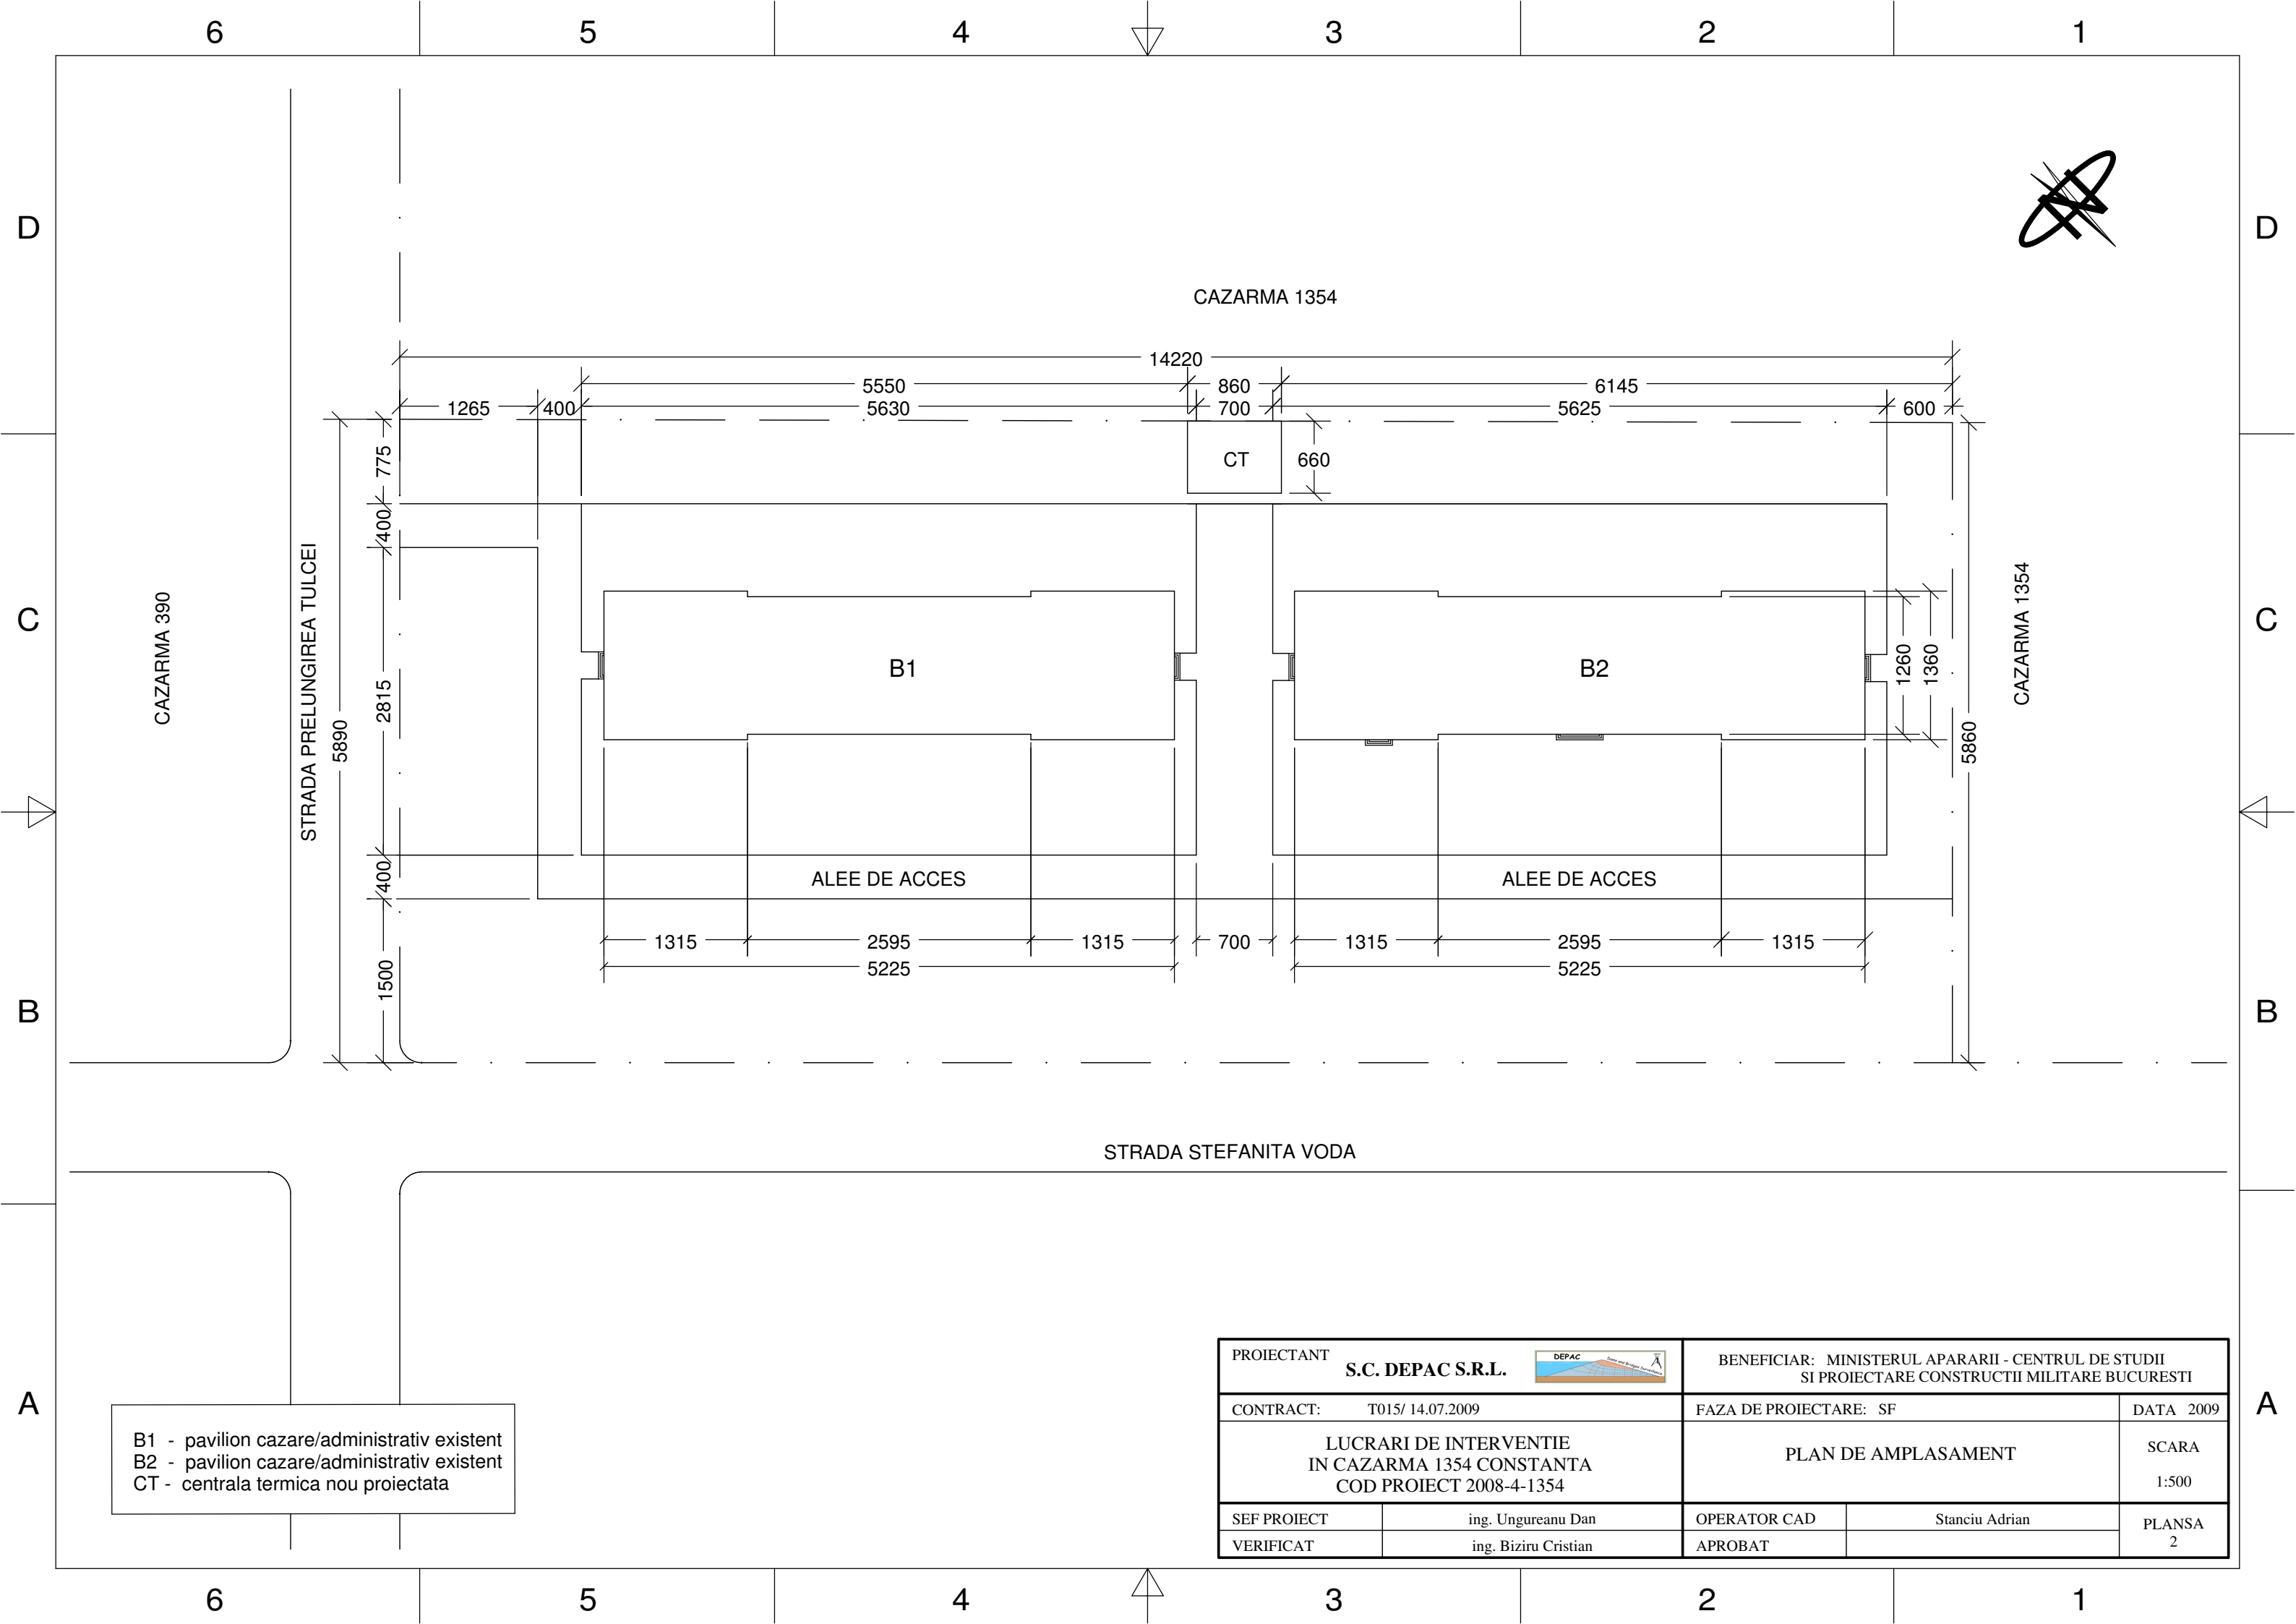 6 5 4 3 2 1
D D
CAZARMA 1354
14220
5550 860 6145
1265 400 5630 700 5625 600
775
CT 660
400
C C
CAZARMA 390
STRADA PRELUNGIREA TULCEI
5890
2815
B1
B2
1260
1360
5860
CAZARMA 1354
400
ALEE DE ACCES ALEE DE ACCES
1315 2595 1315 700 1315 2595 1315
5225 5225
1500
B B
STRADA STEFANITA VODA
A A
B1 - pavilion cazare/administrativ existent
B2 - pavilion cazare/administrativ existent
CT - centrala termica nou proiectata
PROIECTANT
S.C. DEPAC S.R.L.
DEPAC
BENEFICIAR: MINISTERUL APARARII - CENTRUL DE STUDII
SI PROIECTARE CONSTRUCTII MILITARE BUCURESTI
CONTRACT: T015/ 14.07.2009
FAZA DE PROIECTARE: SF
DATA 2009
LUCRARI DE INTERVENTIE
IN CAZARMA 1354 CONSTANTA
COD PROIECT 2008-4-1354
PLAN DE AMPLASAMENT
SCARA
1:500
SEF PROIECT ing. Ungureanu Dan
OPERATOR CAD Stanciu Adrian
VERIFICAT ing. Biziru Cristian
APROBAT
PLANSA
2
6 5 4 3 2 1